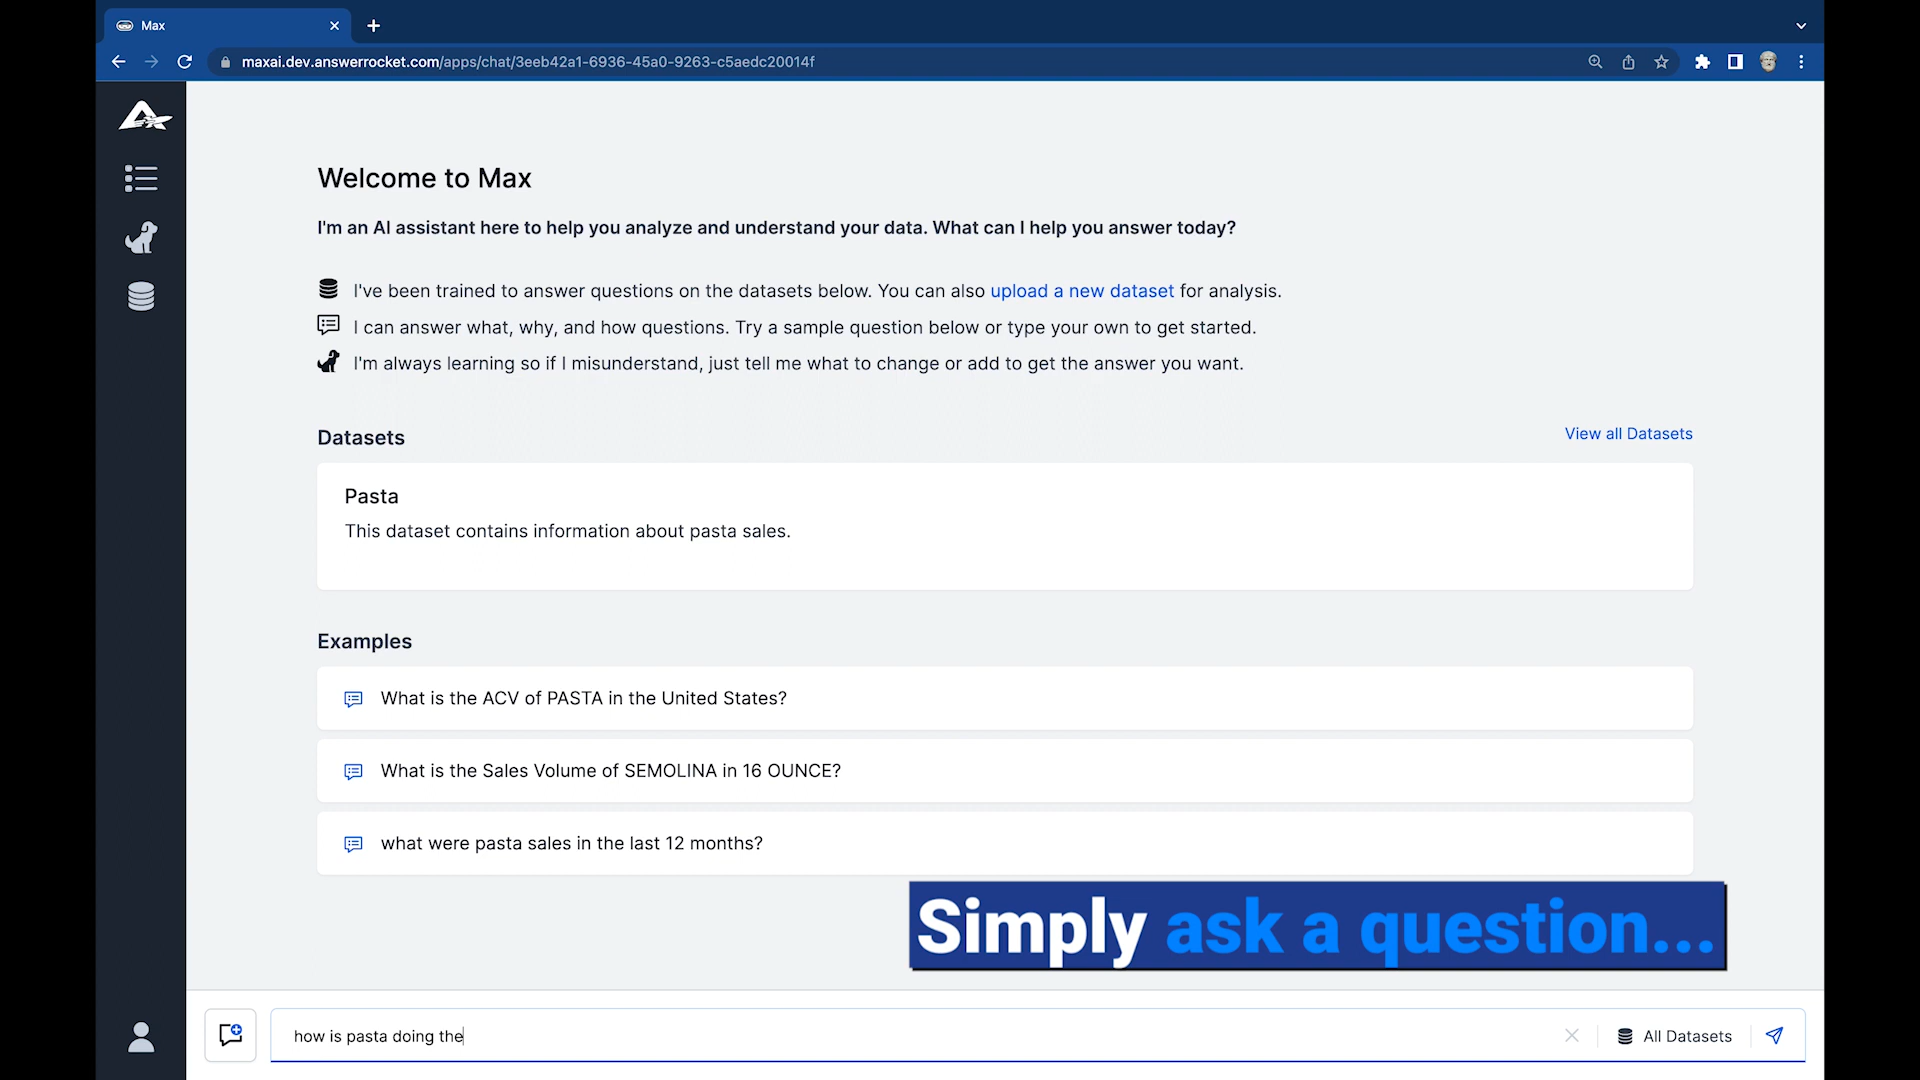 Max
maxai.dev.answerrocket.com/apps/chat/3eeb42a1-6936-45a0-9263-c5aedc20014f
Welcome to Max
I'm an AI assistant here to help you analyze and understand your data. What can I help you answer today?
I've been trained to answer questions on the datasets below. You can also upload a new dataset for analysis.
I can answer what, why, and how questions. Try a sample question below or type your own to get started.
I'm always learning so if I misunderstand, just tell me what to change or add to get the answer you want.
Datasets
View all Datasets
Pasta
This dataset contains information about pasta sales.
Examples
What is the ACV of PASTA in the United States?
What is the Sales Volume of SEMOLINA in 16 OUNCE?
what were pasta sales in the last 12 months?
Simply ask a question...
how is pasta doing the
All Datasets